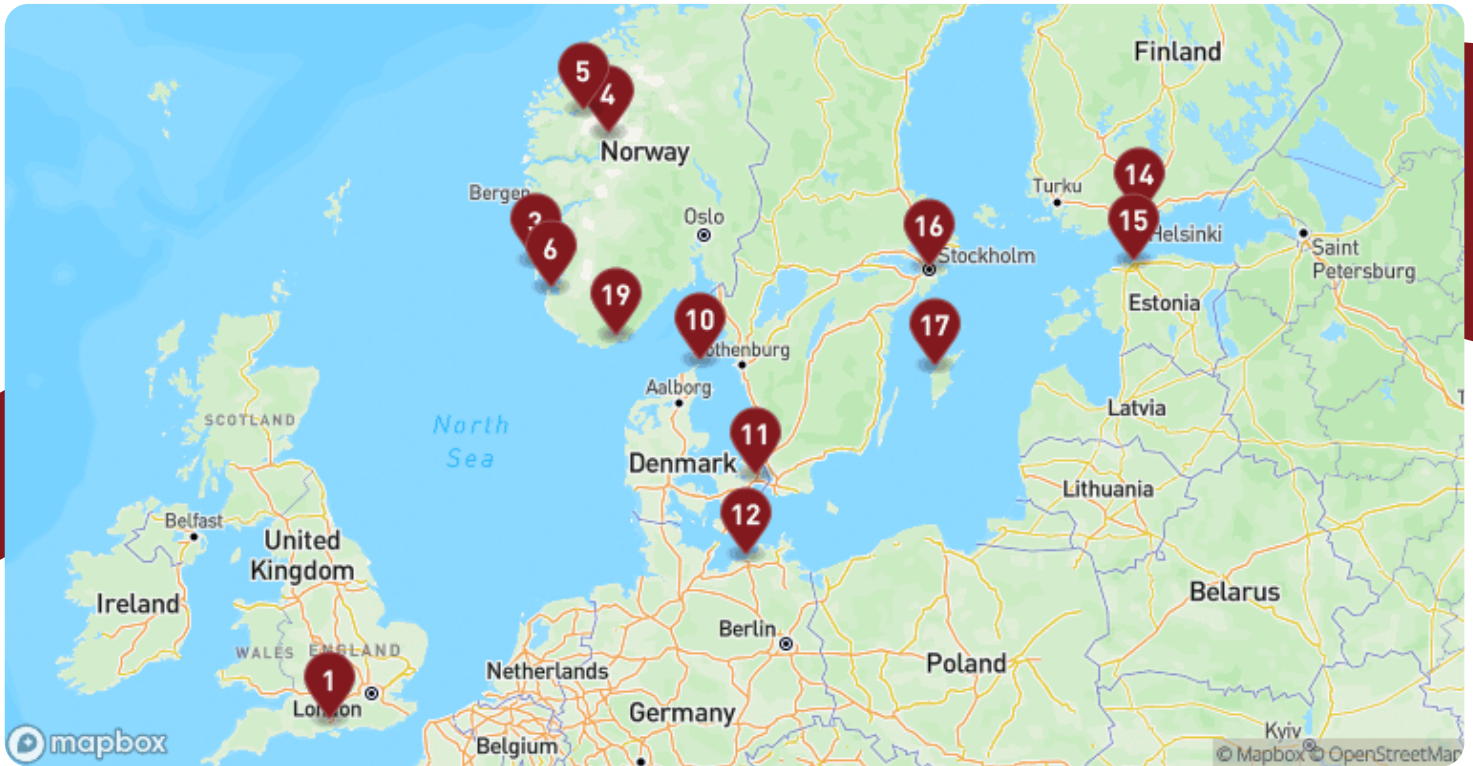 Finland
5
4
Norway
Bergen
3
6
Oslo
14
15
Turku
Helsinki
Saint
Petersburg
16
Stockholm
19
10
othenburg
17
Estonia
Aalborg
Latvia
SCOTLAND
North
Sea
11
Denmark
Lithuania
12
Belfast
United
Kingdom
Ireland
Belarus
WALES
ENGLAND
Berlin
Poland
Netherlands
1
London
Germany
Belgium
Kyiv
mapbox
© Mapbox © OpenStreetMap